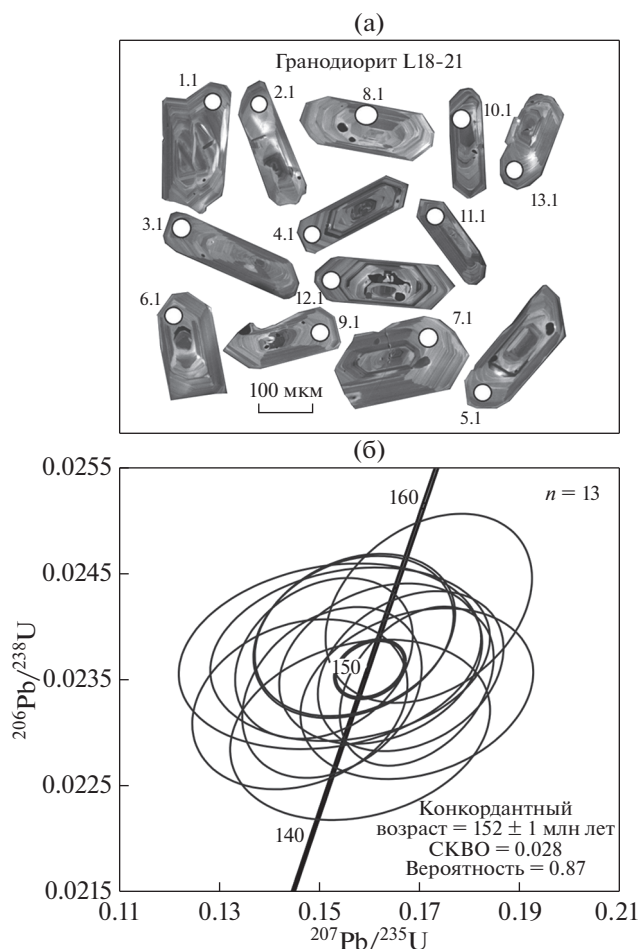 (а)
Гранодиорит L18-21
1.1
2.1
8.1
10.1
13.1
3.1
4.1
11.1
6.1
12.1
9.1
7.1
5.1
100 мкм
(б)
0.0255
0.0245
0.0235
0.0225
0.0215
²⁰⁶Pb/²³⁸U
160
n = 13
150
140
Конкордантный
возраст = 152 ± 1 млн лет
СКВО = 0.028
Вероятность = 0.87
0.11 0.13 0.15 0.17 0.19 0.21
²⁰⁷Pb/²³⁵U